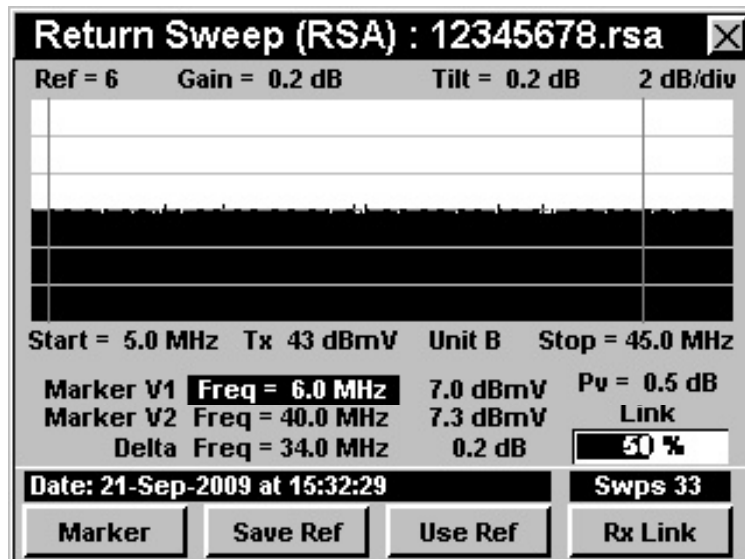 Return Sweep (RSA) : 12345678.rsa
Ref = 6 Gain = 0.2 dB Tilt = 0.2 dB 2 dB/div
Start = 5.0 MHz Tx 43 dBmV Unit B Stop = 45.0 MHz
Marker V1 Freq = 6.0 MHz 7.0 dBmV Pv = 0.5 dB
Marker V2 Freq = 40.0 MHz 7.3 dBmV Link
Delta Freq = 34.0 MHz 0.2 dB 50 %
Date: 21-Sep-2009 at 15:32:29 Swps 33
Marker Save Ref Use Ref Rx Link